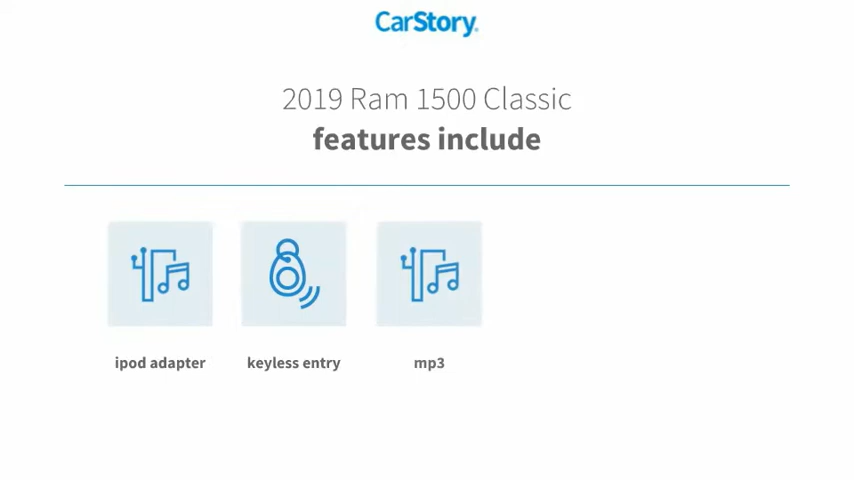 CarStory.
2019 Ram 1500 Classic
features include
ipod adapter
keyless entry
mp3